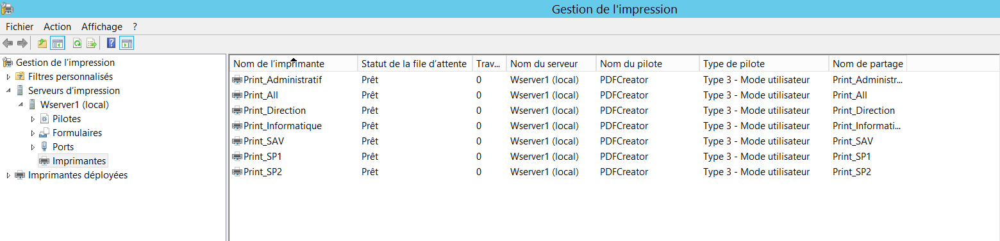 Gestion de l'impression
Fichier Action Affichage ?
Gestion de l'impression
Filtres personnalisés
Serveurs d'impression
Wserver1 (local)
Pilotes
Formulaires
Ports
Imprimantes
Imprimantes déployées
Nom de l'imprimante Statut de la file d'attente Trav... Nom du serveur Nom du pilote Type de pilote Nom de partage
Print_Administratif Prêt 0 Wserver1 (local) PDFCreator Type 3 - Mode utilisateur Print_Administr...
Print_All Prêt 0 Wserver1 (local) PDFCreator Type 3 - Mode utilisateur Print_All
Print_Direction Prêt 0 Wserver1 (local) PDFCreator Type 3 - Mode utilisateur Print_Direction
Print_Informatique Prêt 0 Wserver1 (local) PDFCreator Type 3 - Mode utilisateur Print_Informati...
Print_SAV Prêt 0 Wserver1 (local) PDFCreator Type 3 - Mode utilisateur Print_SAV
Print_SP1 Prêt 0 Wserver1 (local) PDFCreator Type 3 - Mode utilisateur Print_SP1
Print_SP2 Prêt 0 Wserver1 (local) PDFCreator Type 3 - Mode utilisateur Print_SP2